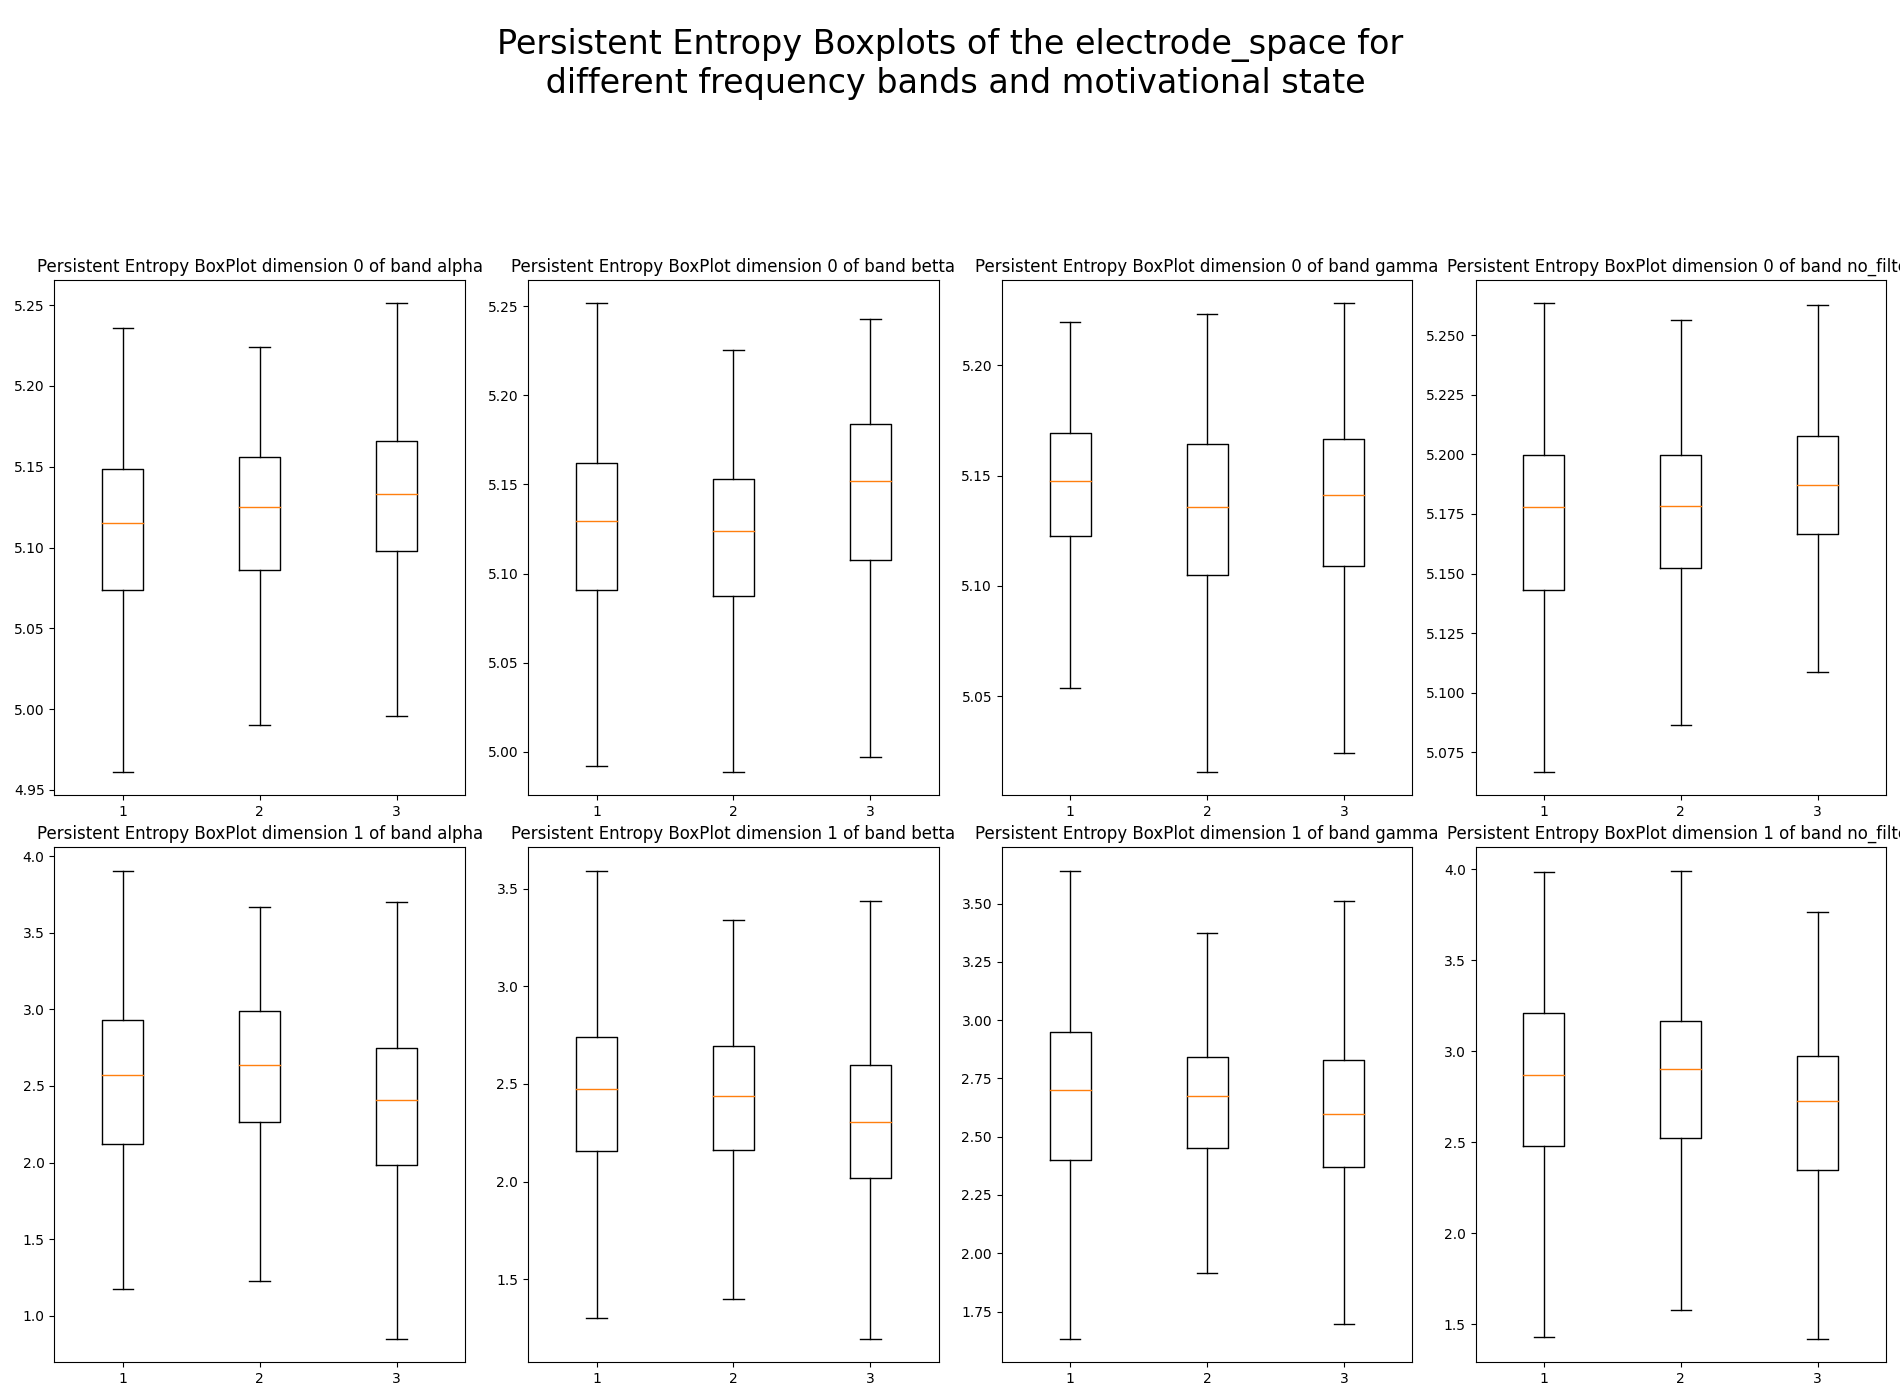 Persistent Entropy Boxplots of the electrode_space for
different frequency bands and motivational state
Persistent Entropy BoxPlot dimension 0 of band alpha
5.25
5.20
5.15
5.10
5.05
5.00
4.95
1 2 3
Persistent Entropy BoxPlot dimension 0 of band betta
5.25
5.20
5.15
5.10
5.05
5.00
1 2 3
Persistent Entropy BoxPlot dimension 0 of band gamma
5.20
5.15
5.10
5.05
1 2 3
Persistent Entropy BoxPlot dimension 0 of band no_filt
5.250
5.225
5.200
5.175
5.150
5.125
5.100
5.075
1 2 3
Persistent Entropy BoxPlot dimension 1 of band alpha
4.0
3.5
3.0
2.5
2.0
1.5
1.0
1 2 3
Persistent Entropy BoxPlot dimension 1 of band betta
3.5
3.0
2.5
2.0
1.5
1 2 3
Persistent Entropy BoxPlot dimension 1 of band gamma
3.50
3.25
3.00
2.75
2.50
2.25
2.00
1.75
1 2 3
Persistent Entropy BoxPlot dimension 1 of band no_filt
4.0
3.5
3.0
2.5
2.0
1.5
1 2 3